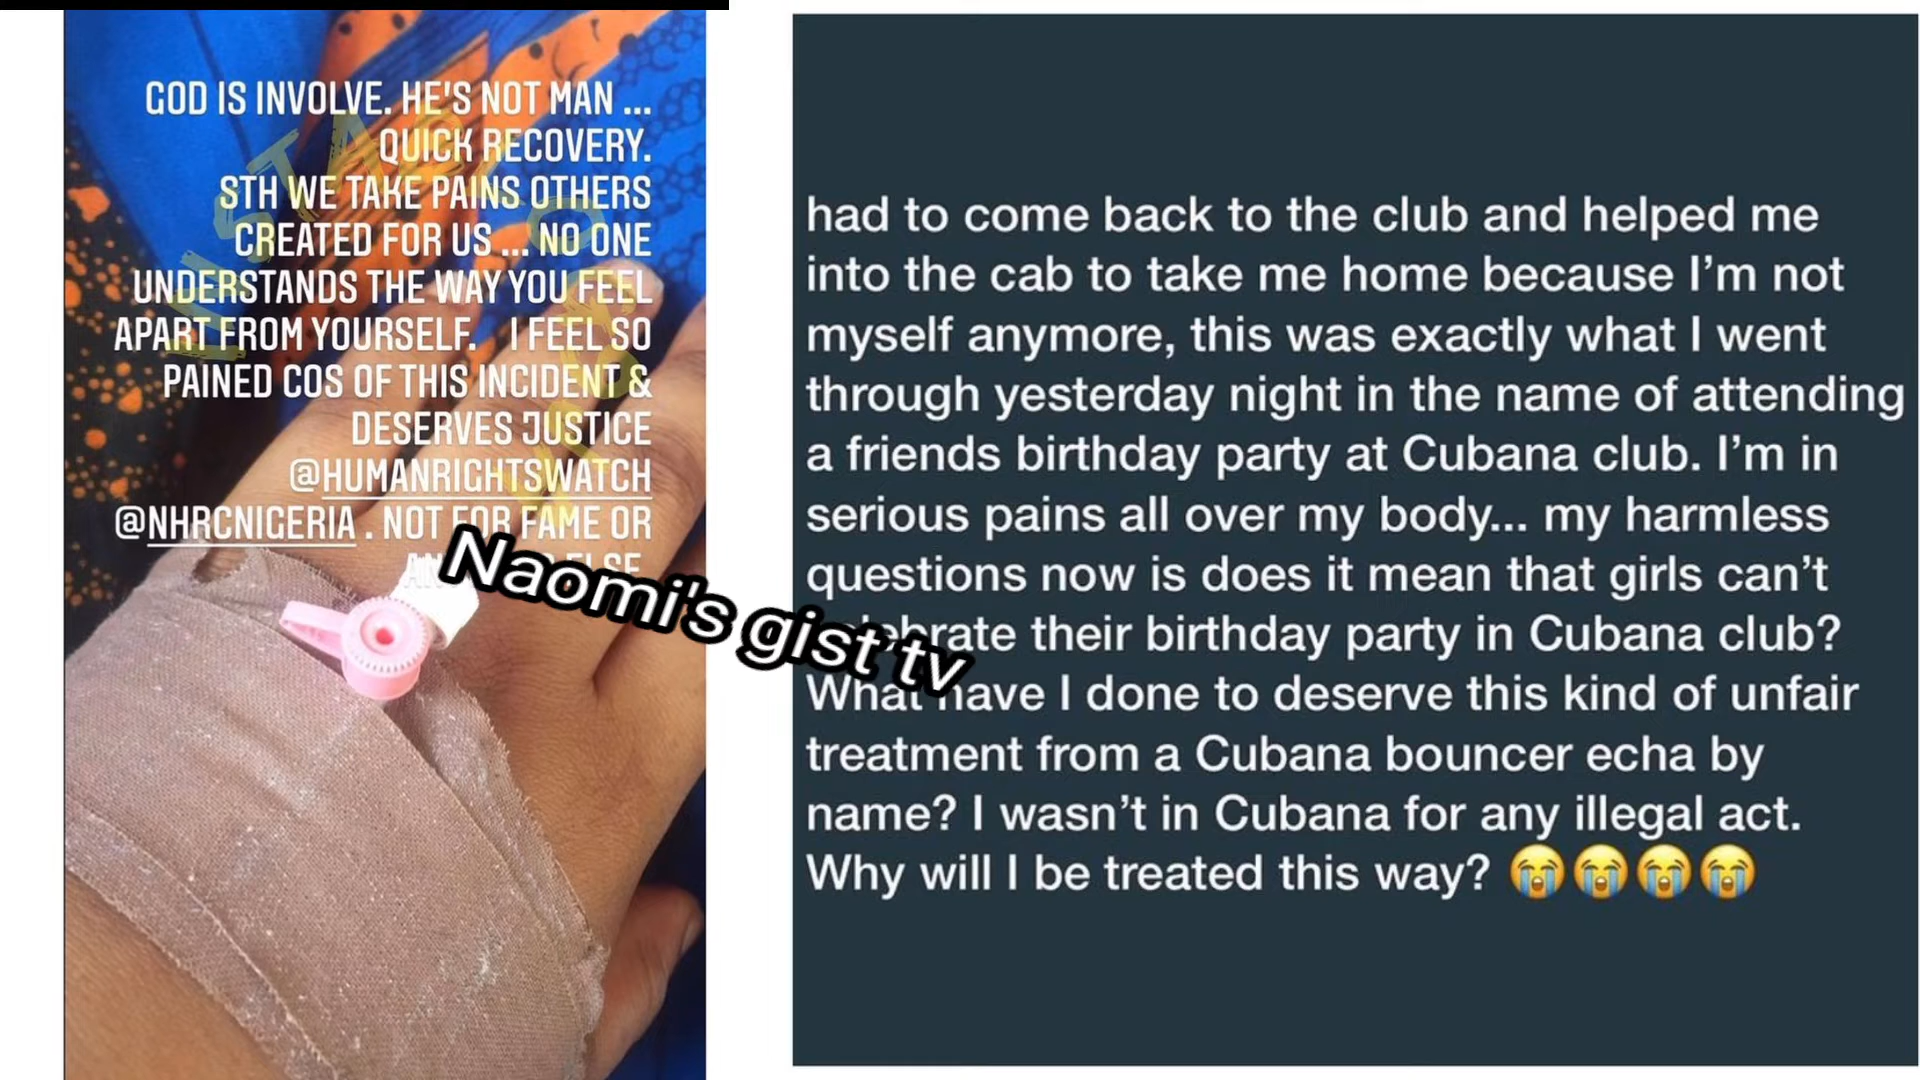 GOD IS INVOLVE. HE'S NOT MAN ...
QUICK RECOVERY.
STH WE TAKE PAINS OTHERS
CREATED FOR US ... NO ONE
UNDERSTANDS THE WAY YOU FEEL
APART FROM YOURSELF. I FEEL SO
PAINED COS OF THIS INCIDENT &
DESERVES JUSTICE
@HUMANRIGHTSWATCH
@NHRCNIGERIA . NOT FOR FAME OR
ELSE.
Naomi's gist tv
had to come back to the club and helped me
into the cab to take me home because I'm not
myself anymore, this was exactly what I went
through yesterday night in the name of attending
a friends birthday party at Cubana club. I'm in
serious pains all over my body... my harmless
questions now is does it mean that girls can't
celebrate their birthday party in Cubana club?
What have I done to deserve this kind of unfair
treatment from a Cubana bouncer echa by
name? I wasn't in Cubana for any illegal act.
Why will I be treated this way? 😭😭😭😭